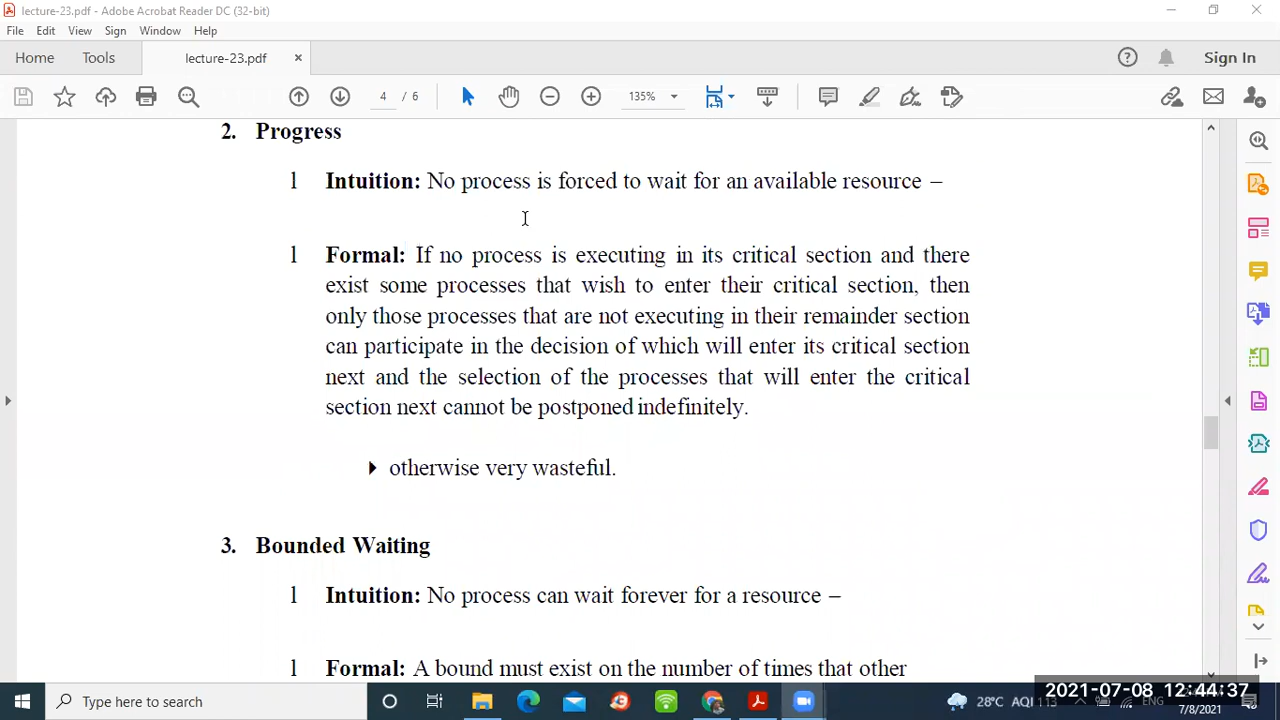 lecture-23.pdf - Adobe Acrobat Reader DC (32-bit)
File Edit View Sign Window Help
Home Tools lecture-23.pdf × Sign In
4 / 6 135%
2. Progress
l Intuition: No process is forced to wait for an available resource –
l Formal: If no process is executing in its critical section and there
exist some processes that wish to enter their critical section, then
only those processes that are not executing in their remainder section
can participate in the decision of which will enter its critical section
next and the selection of the processes that will enter the critical
section next cannot be postponed indefinitely.
otherwise very wasteful.
3. Bounded Waiting
l Intuition: No process can wait forever for a resource –
l Formal: A bound must exist on the number of times that other
Type here to search
28°C AQI 113 ENG
2021-07-08 12:44:37
7/8/2021